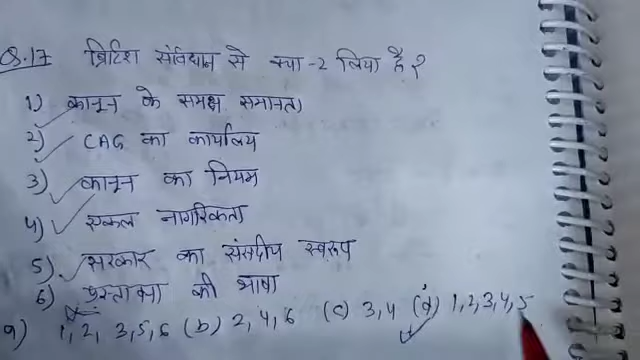 Q.17 ब्रिटिश संविधान से क्या-2 लिया है?
1) कानून के समक्ष समानता
2) CAG का कार्यालय
3) कानून का नियम
4) एकल नागरिकता
5) सरकार का संसदीय स्वरूप
6) प्रस्तावना की भाषा
a) 1, 2, 3, 5, 6 (b) 2, 4, 6 (c) 3, 4 (d) 1, 2, 3, 4, 5